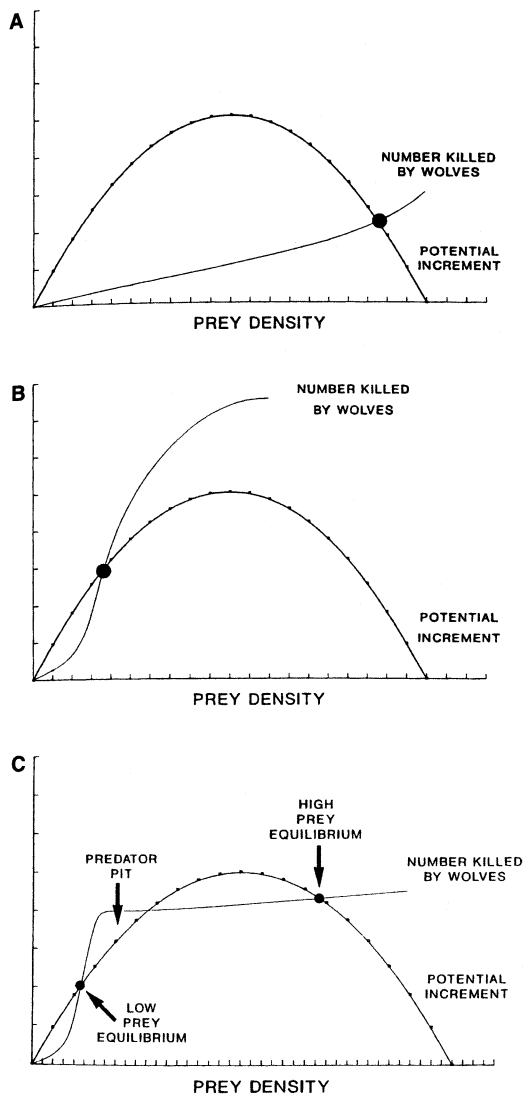 A
NUMBER KILLED
BY WOLVES
POTENTIAL
INCREMENT
PREY DENSITY
B
NUMBER KILLED
BY WOLVES
POTENTIAL
INCREMENT
PREY DENSITY
C
HIGH
PREY
EQUILIBRIUM
PREDATOR
PIT
NUMBER KILLED
BY WOLVES
LOW
PREY
EQUILIBRIUM
POTENTIAL
INCREMENT
PREY DENSITY